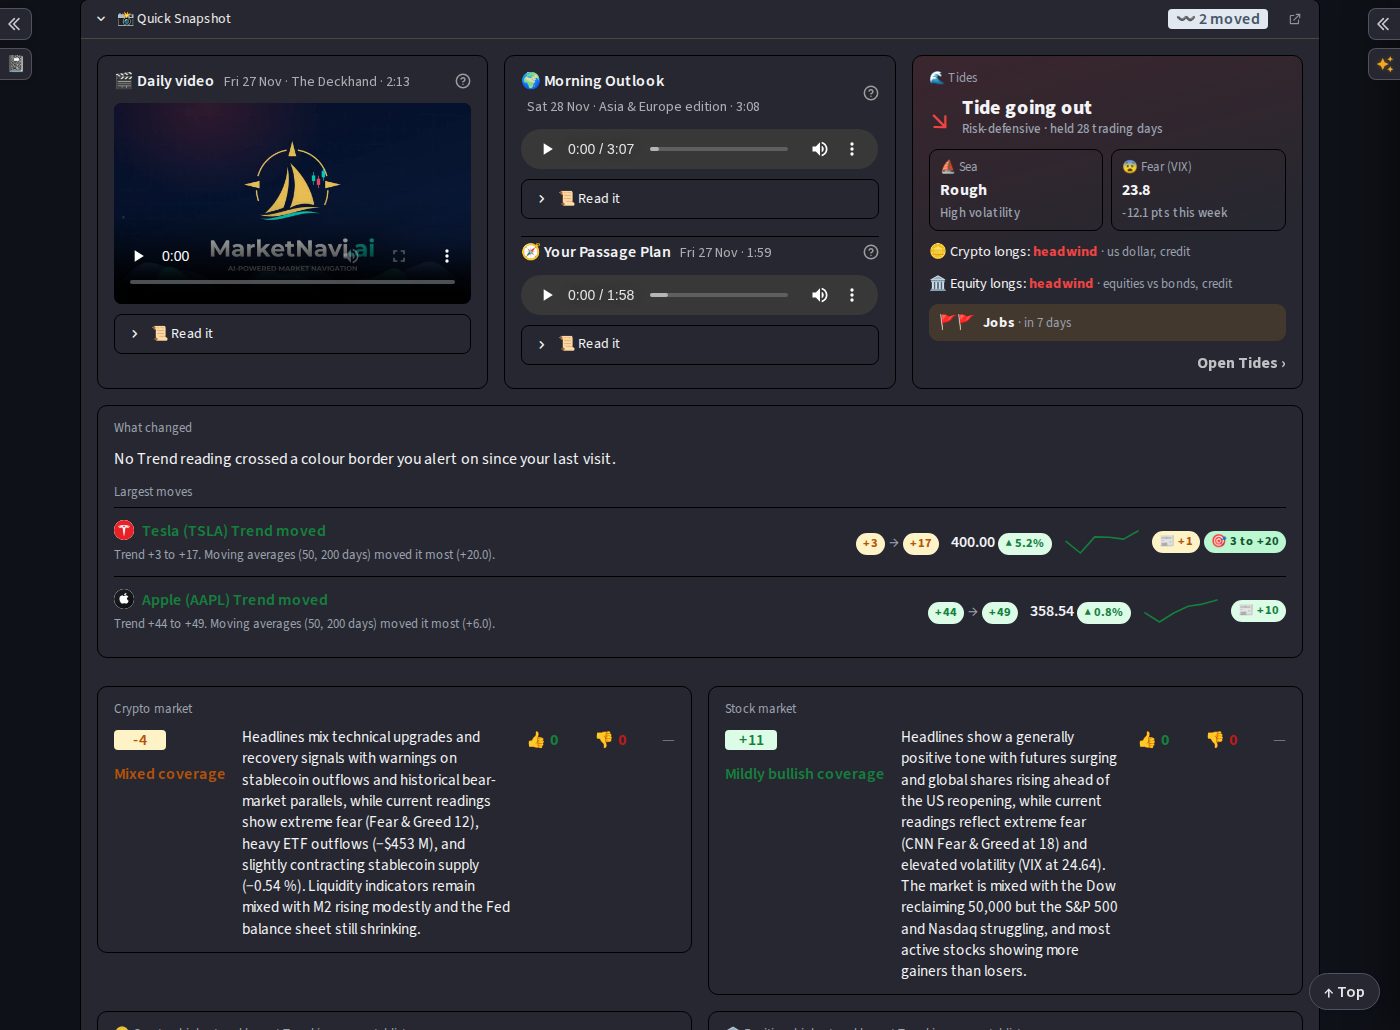 Quick Snapshot
2 moved
Daily video Fri 27 Nov · The Deckhand · 2:13
MarketNavi.ai
AI-POWERED MARKET NAVIGATION
0:00
Read it
Morning Outlook
Sat 28 Nov · Asia & Europe edition · 3:08
0:00 / 3:07
Read it
Your Passage Plan Fri 27 Nov · 1:59
0:00 / 1:58
Read it
Tides
Tide going out
Risk-defensive · held 28 trading days
Sea
Rough
High volatility
Fear (VIX)
23.8
-12.1 pts this week
Crypto longs: headwind · us dollar, credit
Equity longs: headwind · equities vs bonds, credit
Jobs · in 7 days
Open Tides ›
What changed
No Trend reading crossed a colour border you alert on since your last visit.
Largest moves
Tesla (TSLA) Trend moved
Trend +3 to +17. Moving averages (50, 200 days) moved it most (+20.0).
+3 → +17 400.00 ▲ 5.2% +1 3 to +20
Apple (AAPL) Trend moved
Trend +44 to +49. Moving averages (50, 200 days) moved it most (+6.0).
+44 → +49 358.54 ▲ 0.8% +10
Crypto market
-4
Mixed coverage
Headlines mix technical upgrades and
recovery signals with warnings on
stablecoin outflows and historical bear-
market parallels, while current readings
show extreme fear (Fear & Greed 12),
heavy ETF outflows (−$453 M), and
slightly contracting stablecoin supply
(−0.54 %). Liquidity indicators remain
mixed with M2 rising modestly and the Fed
balance sheet still shrinking.
0 0 —
Stock market
+11
Mildly bullish coverage
Headlines show a generally
positive tone with futures surging
and global shares rising ahead of
the US reopening, while current
readings reflect extreme fear
(CNN Fear & Greed at 18) and
elevated volatility (VIX at 24.64).
The market is mixed with the Dow
reclaiming 50,000 but the S&P 500
and Nasdaq struggling, and most
active stocks showing more
gainers than losers.
0 0 —
↑ Top